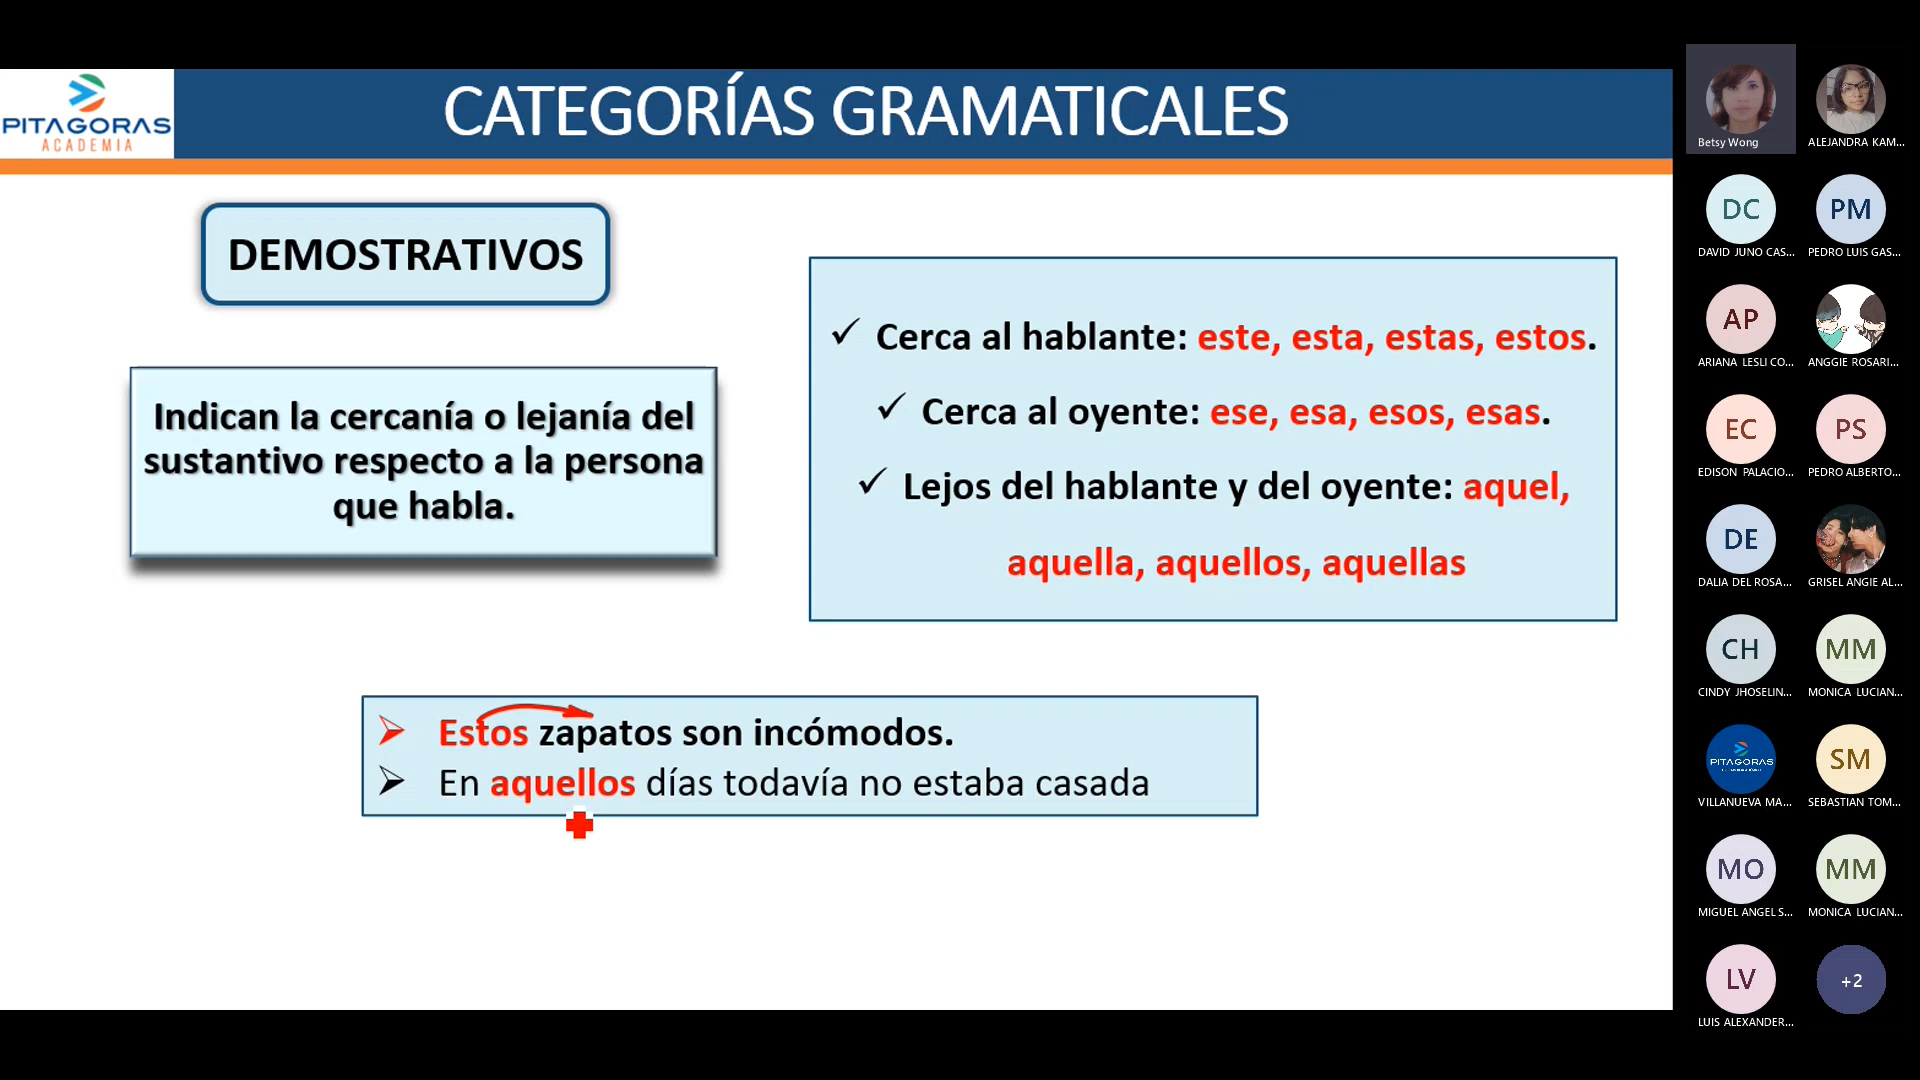 PITAGORAS
ACADEMIA
CATEGORÍAS GRAMATICALES
DEMOSTRATIVOS
Indican la cercanía o lejanía del
sustantivo respecto a la persona
que habla.
✓ Cerca al hablante: este, esta, estas, estos.
✓ Cerca al oyente: ese, esa, esos, esas.
✓ Lejos del hablante y del oyente: aquel,
aquella, aquellos, aquellas
➢ Estos zapatos son incómodos.
➢ En aquellos días todavía no estaba casada
Betsy Wong
ALEJANDRA KAM...
DC
DAVID JUNO CAS...
PM
PEDRO LUIS GAS...
AP
ARIANA LESLI CO...
ANGGIE ROSARI...
EC
EDISON PALACIO...
PS
PEDRO ALBERTO...
DE
DALIA DEL ROSA...
GRISEL ANGIE AL...
CH
CINDY JHOSELIN...
MM
MONICA LUCIAN...
PITAGORAS
VILLANUEVA MA...
SM
SEBASTIAN TOM...
MO
MIGUEL ANGEL S...
MM
MONICA LUCIAN...
LV
LUIS ALEXANDER...
+2